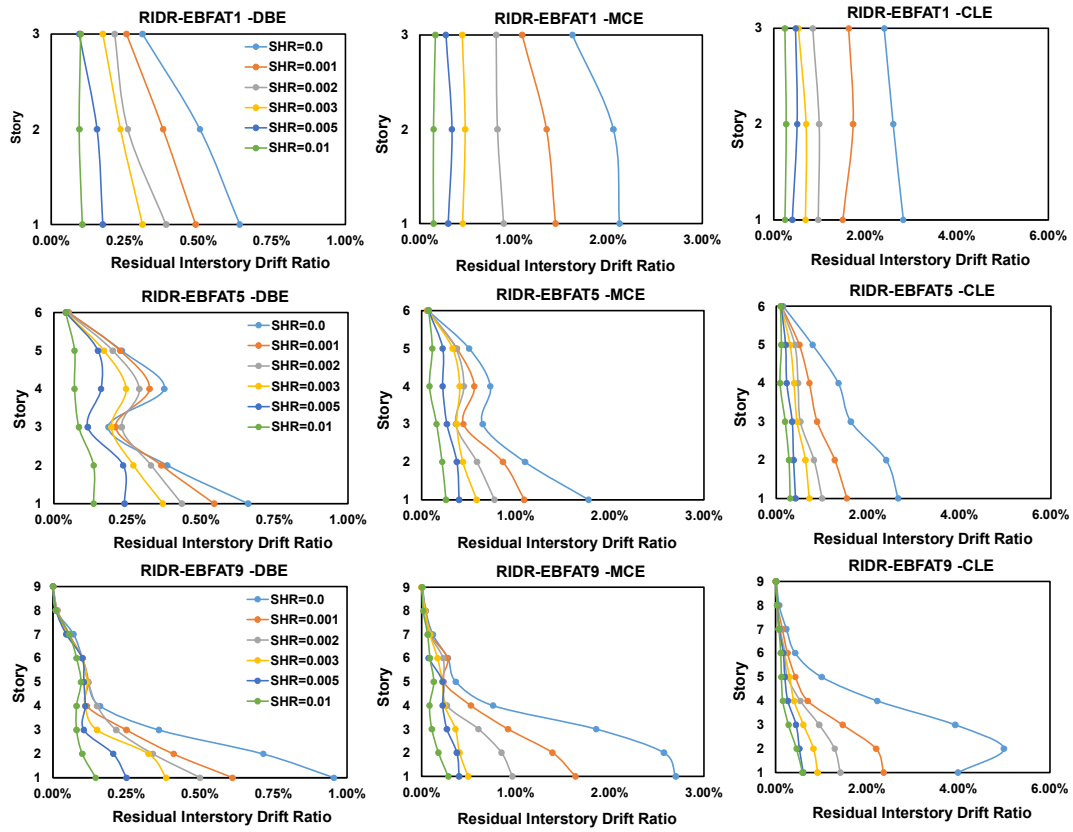 RIDR-EBFAT1 -DBE
3
2
1
Story
0.00%
0.25%
0.50%
0.75%
1.00%
Residual Interstory Drift Ratio
SHR=0.0
SHR=0.001
SHR=0.002
SHR=0.003
SHR=0.005
SHR=0.01
RIDR-EBFAT1 -MCE
3
2
1
Story
0.00%
1.00%
2.00%
3.00%
Residual Interstory Drift Ratio
RIDR-EBFAT1 -CLE
3
2
1
Story
0.00%
2.00%
4.00%
6.00%
Residual Interstory Drift Ratio
RIDR-EBFAT5 -DBE
6
5
4
3
2
1
Story
0.00%
0.25%
0.50%
0.75%
1.00%
Residual Interstory Drift Ratio
SHR=0.0
SHR=0.001
SHR=0.002
SHR=0.003
SHR=0.005
SHR=0.01
RIDR-EBFAT5 -MCE
6
5
4
3
2
1
Story
0.00%
1.00%
2.00%
3.00%
Residual Interstory Drift Ratio
RIDR-EBFAT5 -CLE
6
5
4
3
2
1
Story
0.00%
2.00%
4.00%
6.00%
Residual Interstory Drift Ratio
RIDR-EBFAT9 -DBE
9
8
7
6
5
4
3
2
1
Story
0.00%
0.25%
0.50%
0.75%
1.00%
Residual Interstory Drift Ratio
SHR=0.0
SHR=0.001
SHR=0.002
SHR=0.003
SHR=0.005
SHR=0.01
RIDR-EBFAT9 -MCE
9
8
7
6
5
4
3
2
1
Story
0.00%
1.00%
2.00%
3.00%
Residual Interstory Drift Ratio
RIDR-EBFAT9 -CLE
9
8
7
6
5
4
3
2
1
Story
0.00%
2.00%
4.00%
6.00%
Residual Interstory Drift Ratio